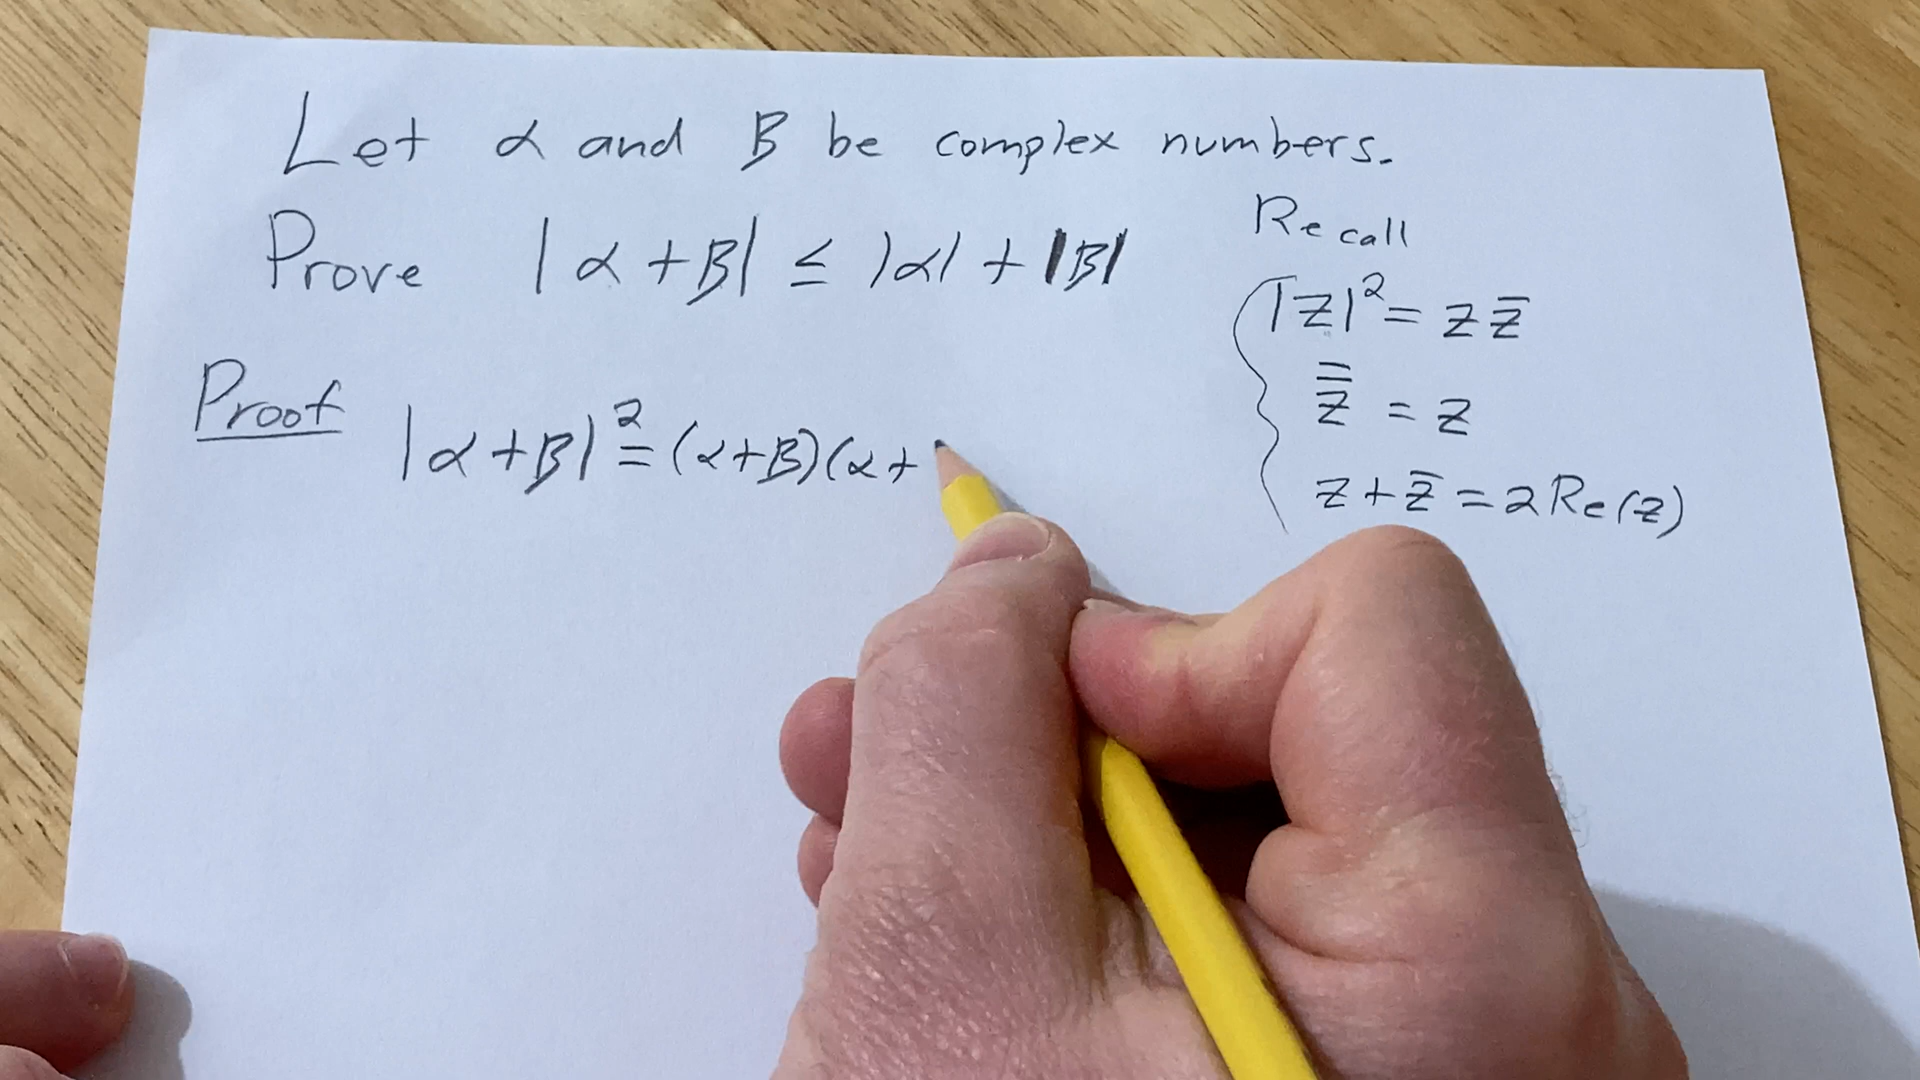 Let α and B be complex numbers.
Prove |α + B| ≤ |α| + |B|
Recall
|z|² = z z̅
z̿ = z
z + z̅ = 2Re(z)
Proof |α + B|² = (α + B)(α +